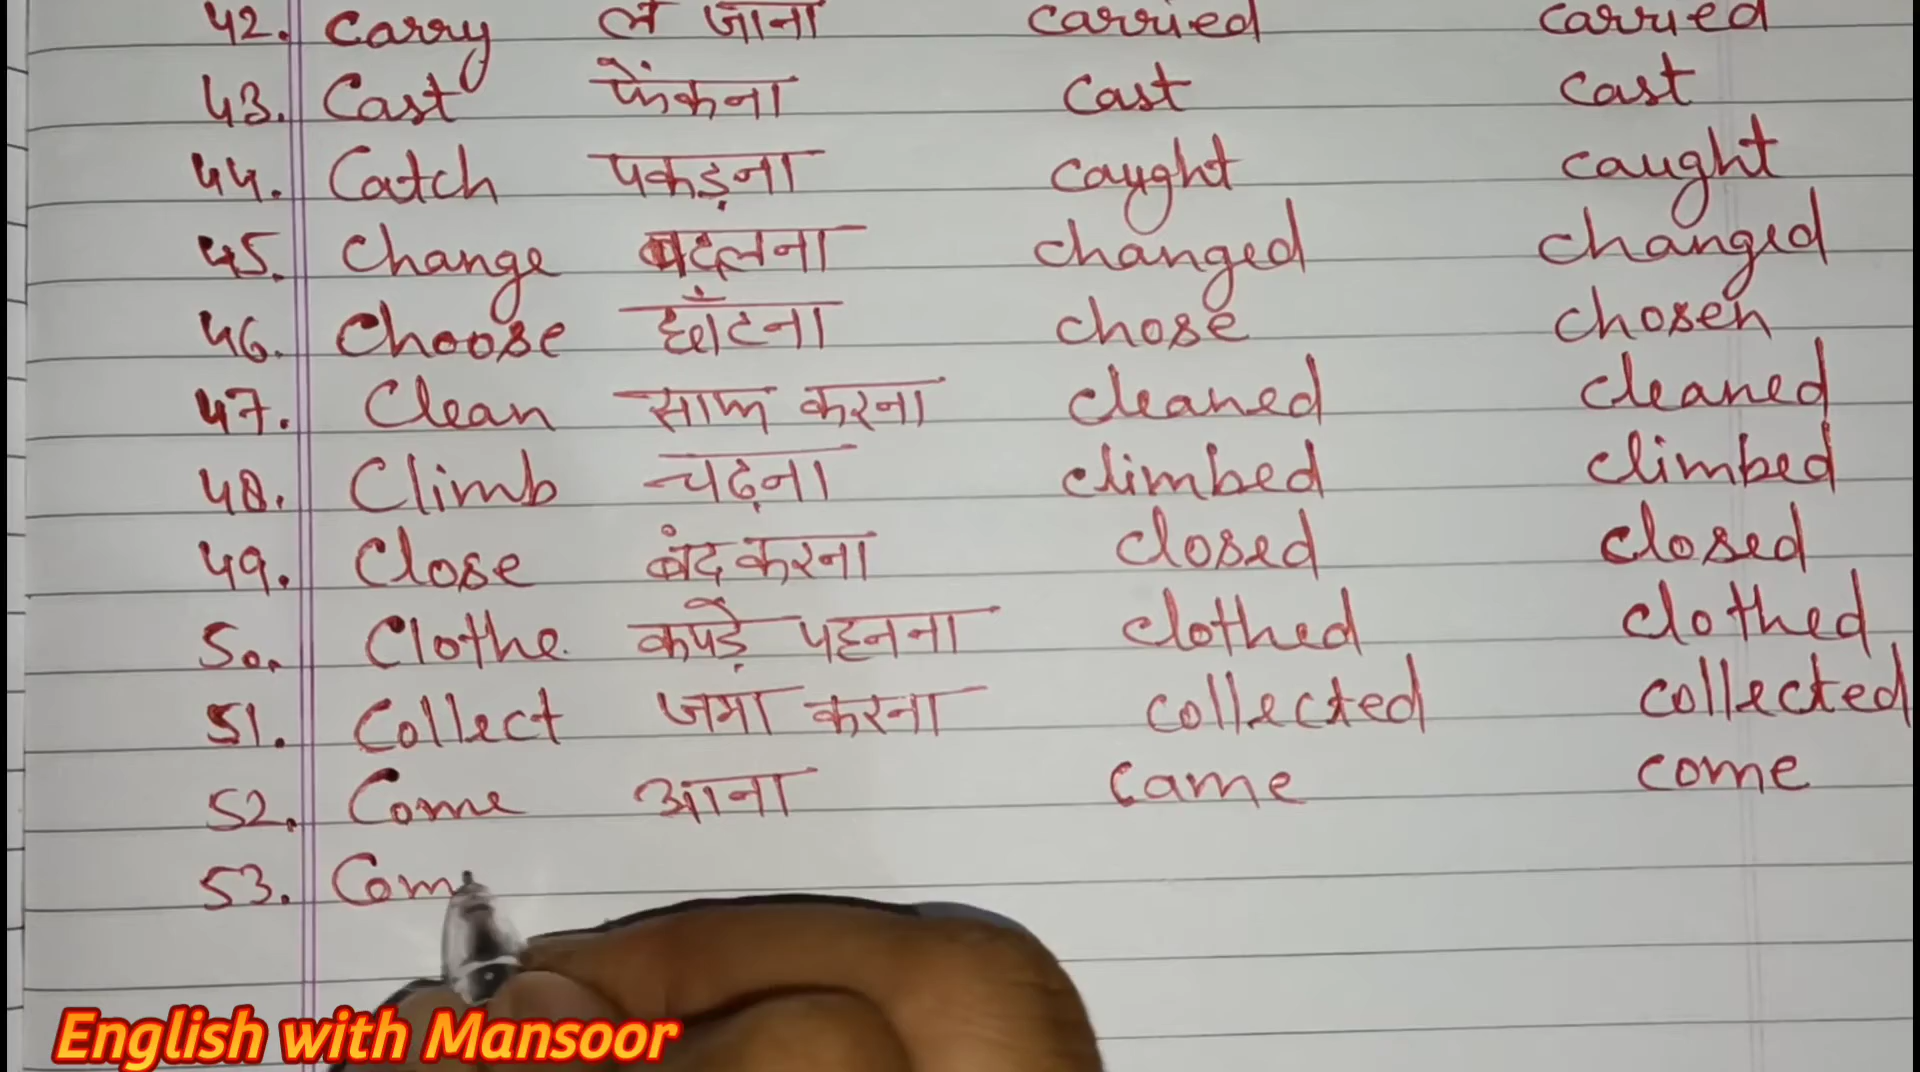 42. Carry ले जाना carried carried
43. Cast फेंकना cast cast
44. Catch पकड़ना caught caught
45. Change बदलना changed changed
46. Choose छाँटना chose chosen
47. Clean साफ करना cleaned cleaned
48. Climb चढ़ना climbed climbed
49. Close बंद करना closed closed
50. Clothe कपड़े पहनना clothed clothed
51. Collect जमा करना collected collected
52. Come आना came come
53. Com
English with Mansoor